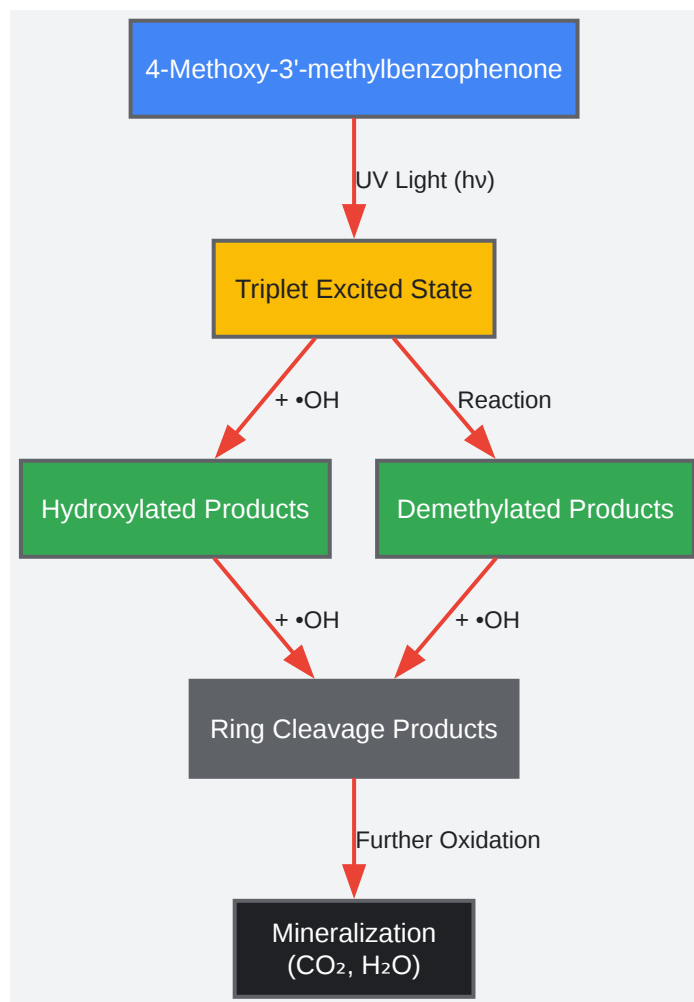 4-Methoxy-3'-methylbenzophenone
UV Light (hν)
Triplet Excited State
+ •OH
Reaction
Hydroxylated Products
Demethylated Products
+ •OH
+ •OH
Ring Cleavage Products
Further Oxidation
Mineralization
(CO₂, H₂O)